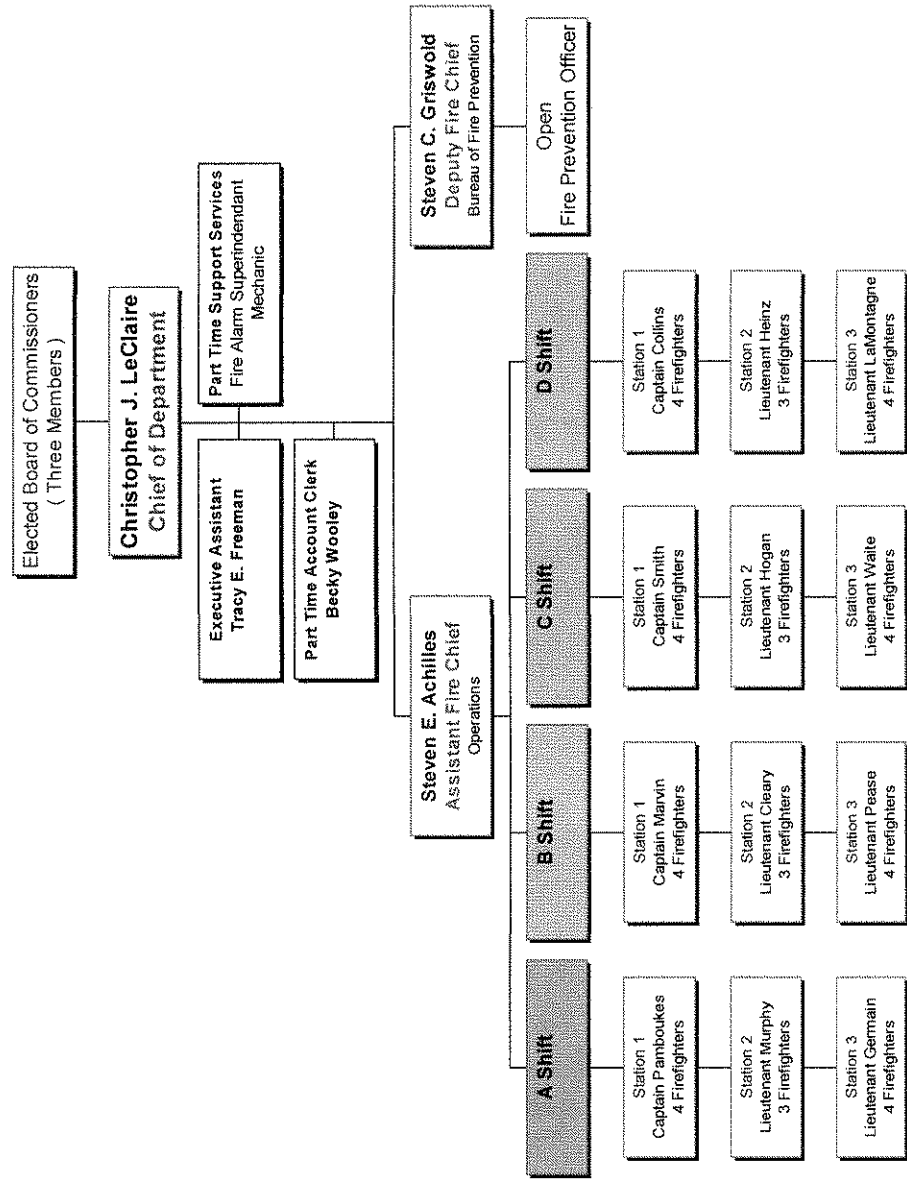 Elected Board of Commissioners
( Three Members )
Christopher J. LeClaire
Chief of Department
Part Time Support Services
Fire Alarm Superindendant
Mechanic
Executive Assistant
Tracy E. Freeman
Part Time Account Clerk
Becky Wooley
Steven E. Achilles
Assistant Fire Chief
Operations
Steven C. Griswold
Deputy Fire Chief
Bureau of Fire Prevention
Open
Fire Prevention Officer
A Shift
Station 1
Captain Pamboukes
4 Firefighters
Station 2
Lieutenant Murphy
3 Firefighters
Station 3
Lieutenant Germain
4 Firefighters
B Shift
Station 1
Captain Marvin
4 Firefighters
Station 2
Lieutenant Cleary
3 Firefighters
Station 3
Lieutenant Pease
4 Firefighters
C Shift
Station 1
Captain Smith
4 Firefighters
Station 2
Lieutenant Hogan
3 Firefighters
Station 3
Lieutenant Waite
4 Firefighters
D Shift
Station 1
Captain Collins
4 Firefighters
Station 2
Lieutenant Heinz
3 Firefighters
Station 3
Lieutenant LaMontagne
4 Firefighters